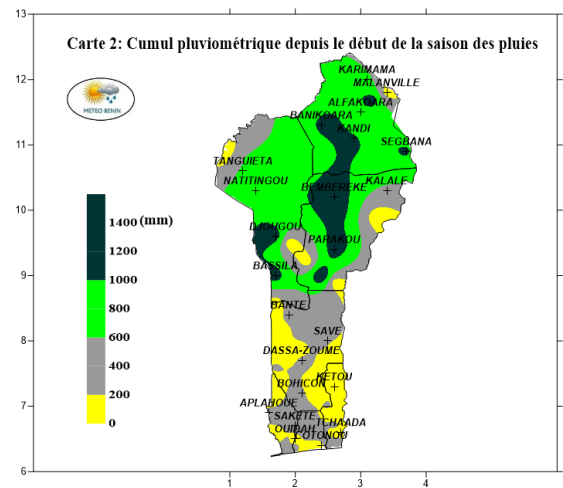 Carte 2: Cumul pluviométrique depuis le début de la saison des pluies
13
12
11
10
9
8
7
6
METEO BENIN
KARIMAMA
MALANVILLE
ALFAKOARA
BANIKOARA
KANDI
SEGBANA
TANGUIETA
NATITINGOU
BEMBEREKE
KALALE
DJOUGOU
PARAKOU
BASSILA
BANTE
SAVE
DASSA-ZOUME
KETOU
BOHICON
APLAHOUE
SAKETE
TCHAADA
OUIDAH
COTONOU
1400 (mm)
1200
1000
800
600
400
200
0
1 2 3 4